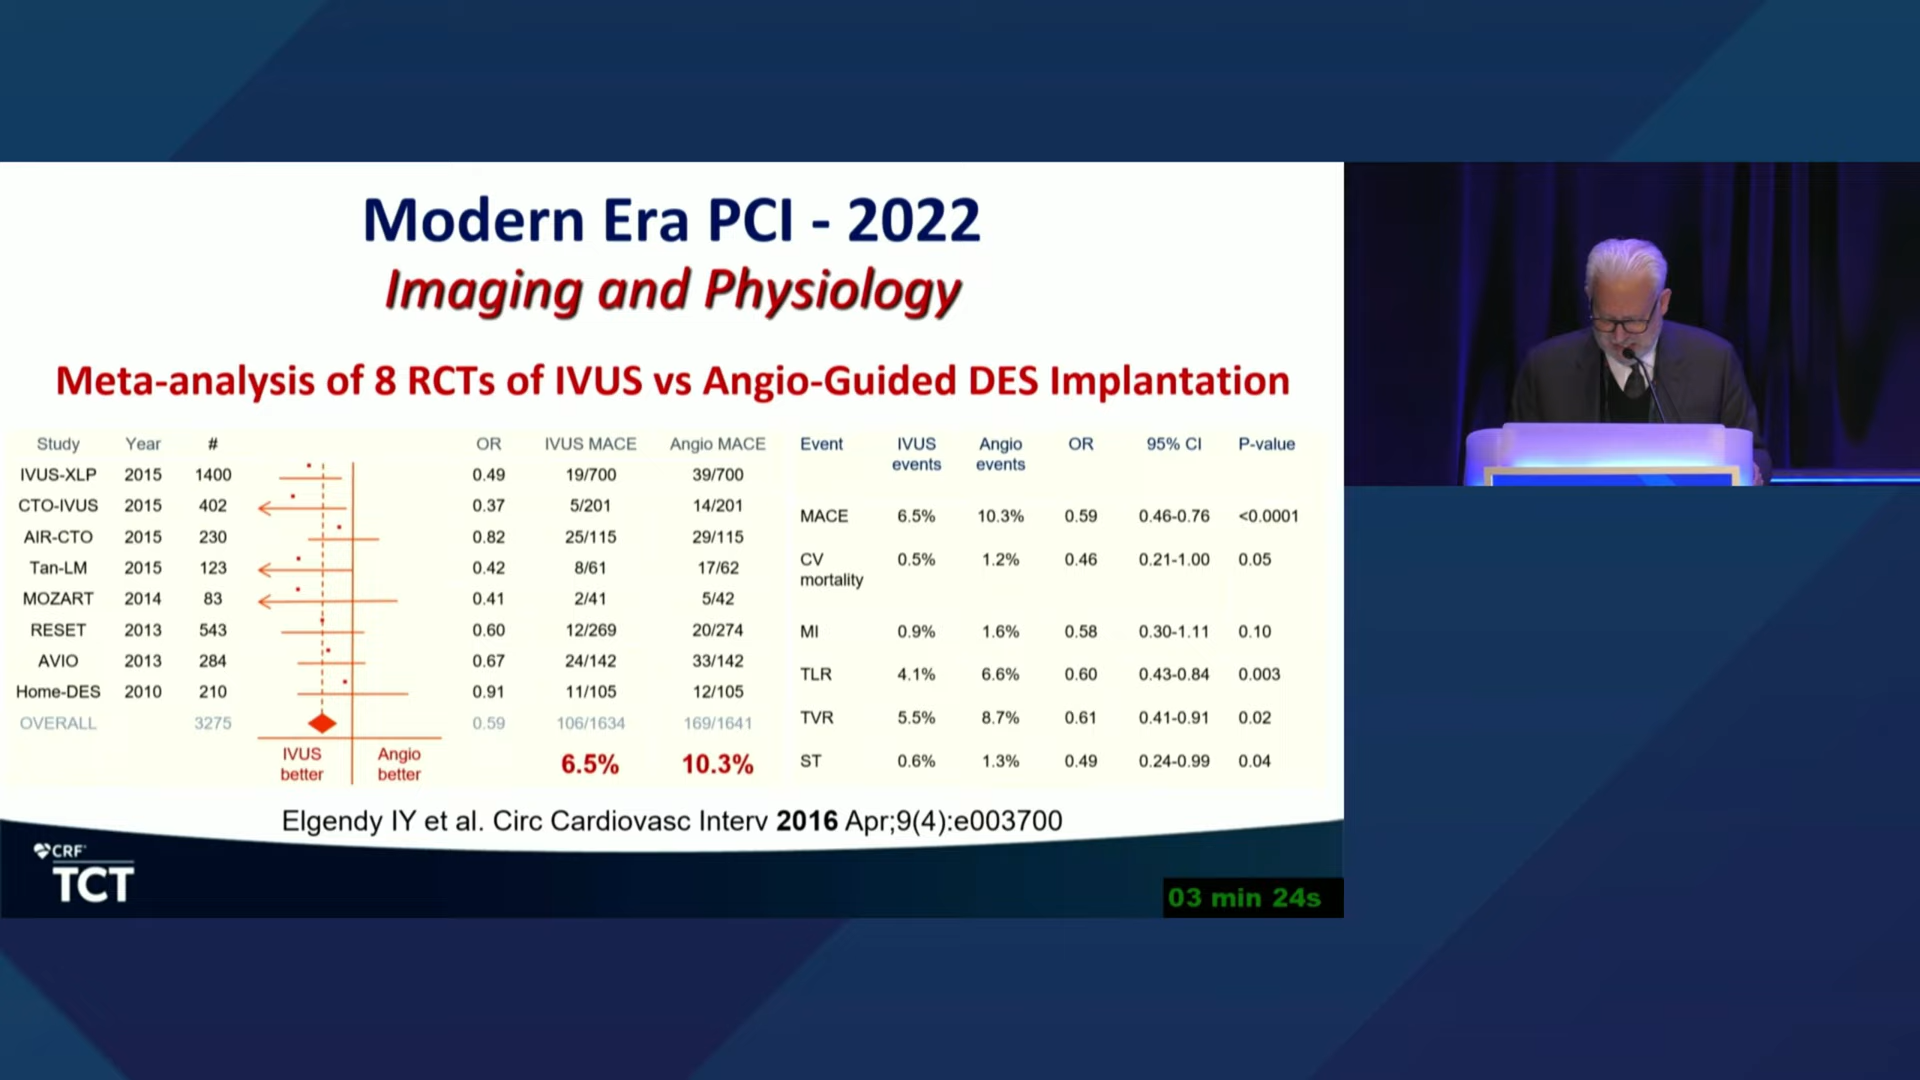 Modern Era PCI - 2022
Imaging and Physiology
Meta-analysis of 8 RCTs of IVUS vs Angio-Guided DES Implantation
Study Year # OR IVUS MACE Angio MACE
IVUS-XLP 2015 1400 0.49 19/700 39/700
CTO-IVUS 2015 402 0.37 5/201 14/201
AIR-CTO 2015 230 0.82 25/115 29/115
Tan-LM 2015 123 0.42 8/61 17/62
MOZART 2014 83 0.41 2/41 5/42
RESET 2013 543 0.60 12/269 20/274
AVIO 2013 284 0.67 24/142 33/142
Home-DES 2010 210 0.91 11/105 12/105
OVERALL 3275 0.59 106/1634 169/1641
IVUS better
Angio better
6.5% 10.3%
Event IVUS events Angio events OR 95% CI P-value
MACE 6.5% 10.3% 0.59 0.46-0.76 <0.0001
CV mortality 0.5% 1.2% 0.46 0.21-1.00 0.05
MI 0.9% 1.6% 0.58 0.30-1.11 0.10
TLR 4.1% 6.6% 0.60 0.43-0.84 0.003
TVR 5.5% 8.7% 0.61 0.41-0.91 0.02
ST 0.6% 1.3% 0.49 0.24-0.99 0.04
Elgendy IY et al. Circ Cardiovasc Interv 2016 Apr;9(4):e003700
CRF
TCT
03 min 24s